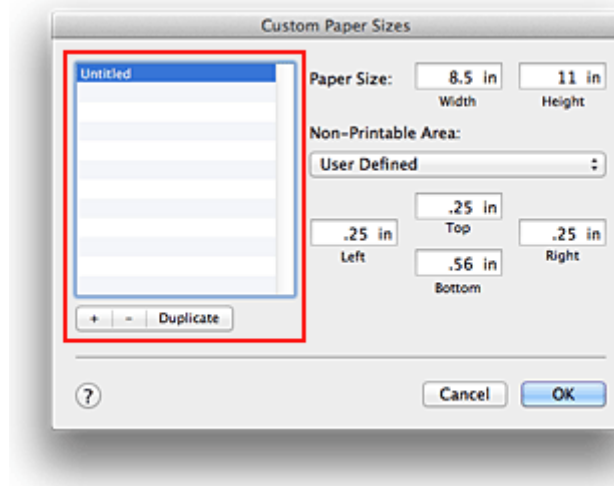 Custom Paper Sizes
Untitled
Paper Size: 8.5 in 11 in
Width Height
Non-Printable Area:
User Defined
.25 in
Top
.25 in .25 in
Left Right
.56 in
Bottom
+ - Duplicate
? Cancel OK